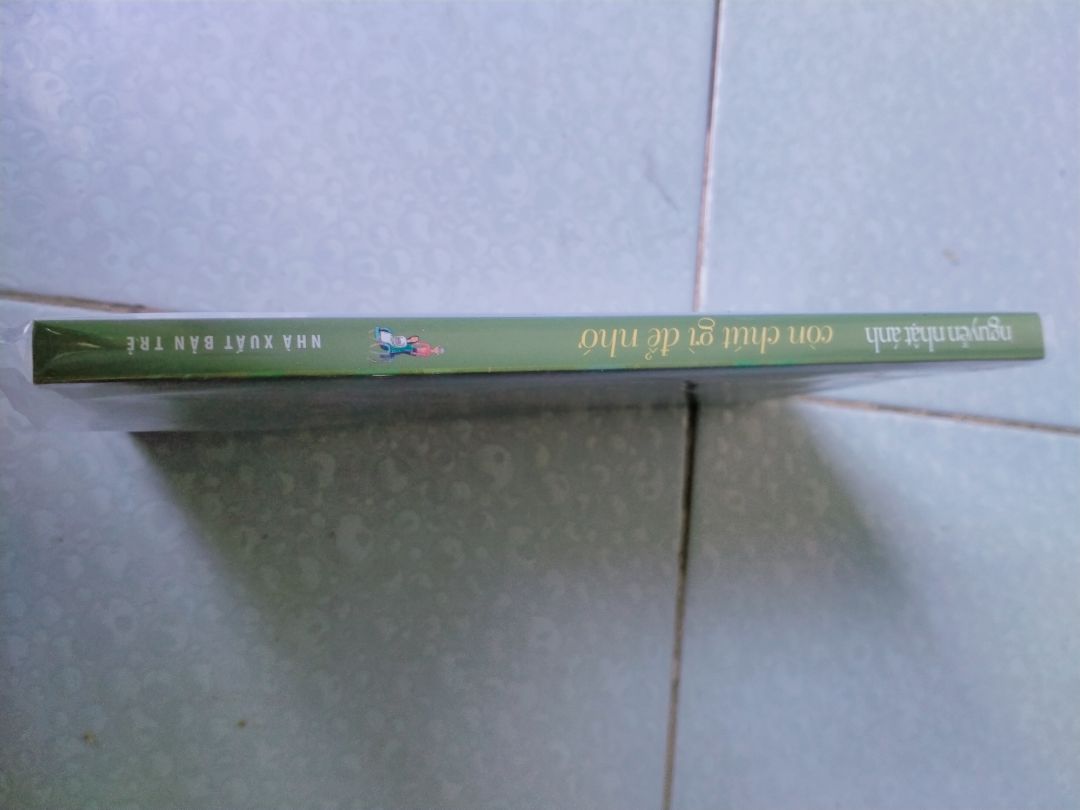 nguyễn nhật ánh
còn chút gì để nhớ
NHÀ XUẤT BẢN TRẺ